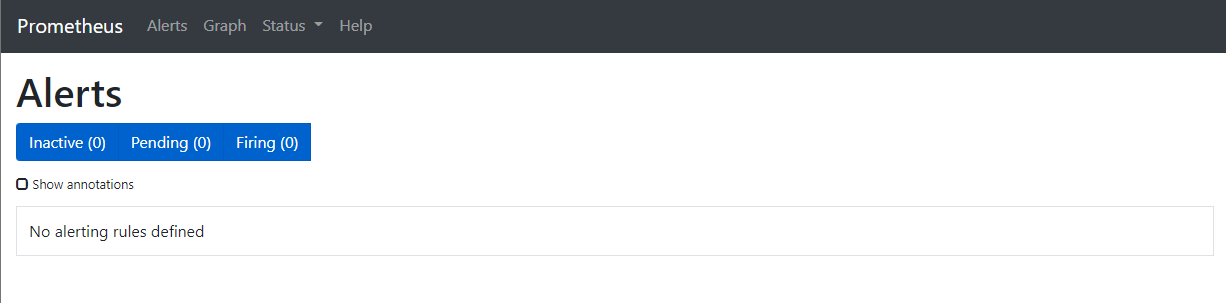 Prometheus Alerts Graph Status Help
Alerts
Inactive (0) Pending (0) Firing (0)
Show annotations
No alerting rules defined